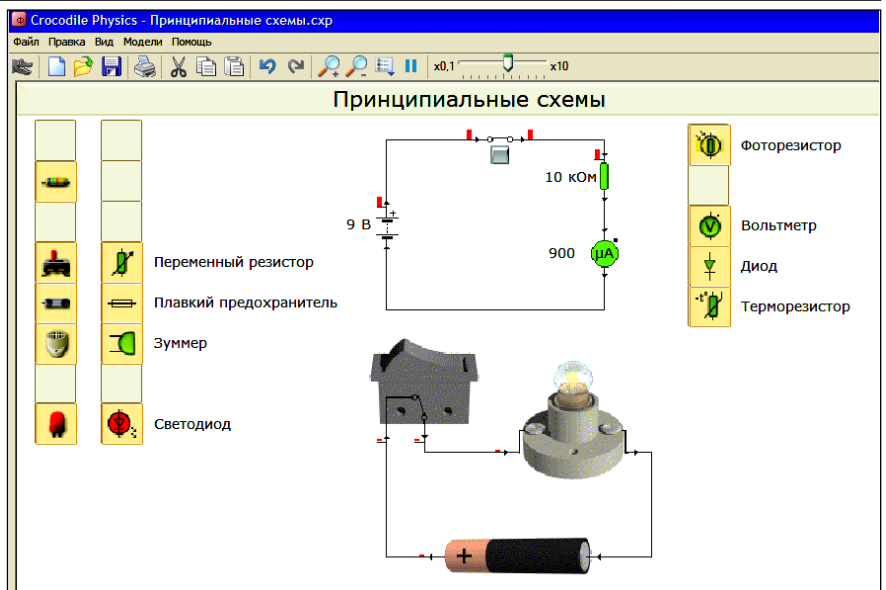 Crocodile Physics - Принципиальные схемы.cxp
Файл Правка Вид Модели Помощь
x0,1 x10
Принципиальные схемы
Переменный резистор
Плавкий предохранитель
Зуммер
Светодиод
10 кОм
9 В
+
900 μA
+
Фоторезистор
V
Вольтметр
Диод
-t°
Терморезистор